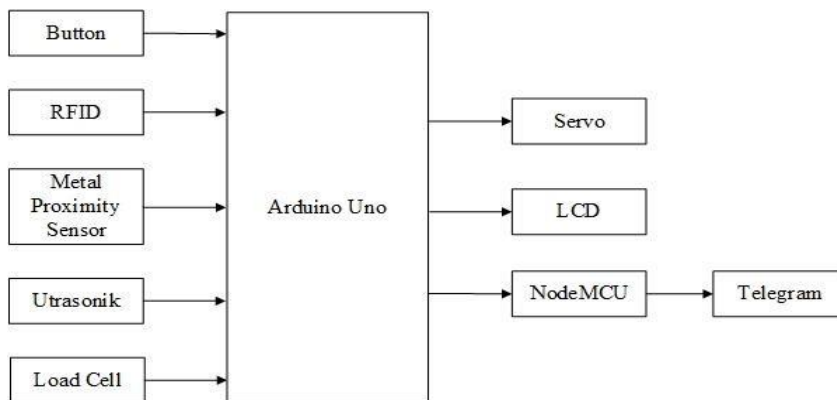 Button
RFID
Metal
Proximity
Sensor
Utrasonik
Load Cell
Arduino Uno
Servo
LCD
NodeMCU
Telegram